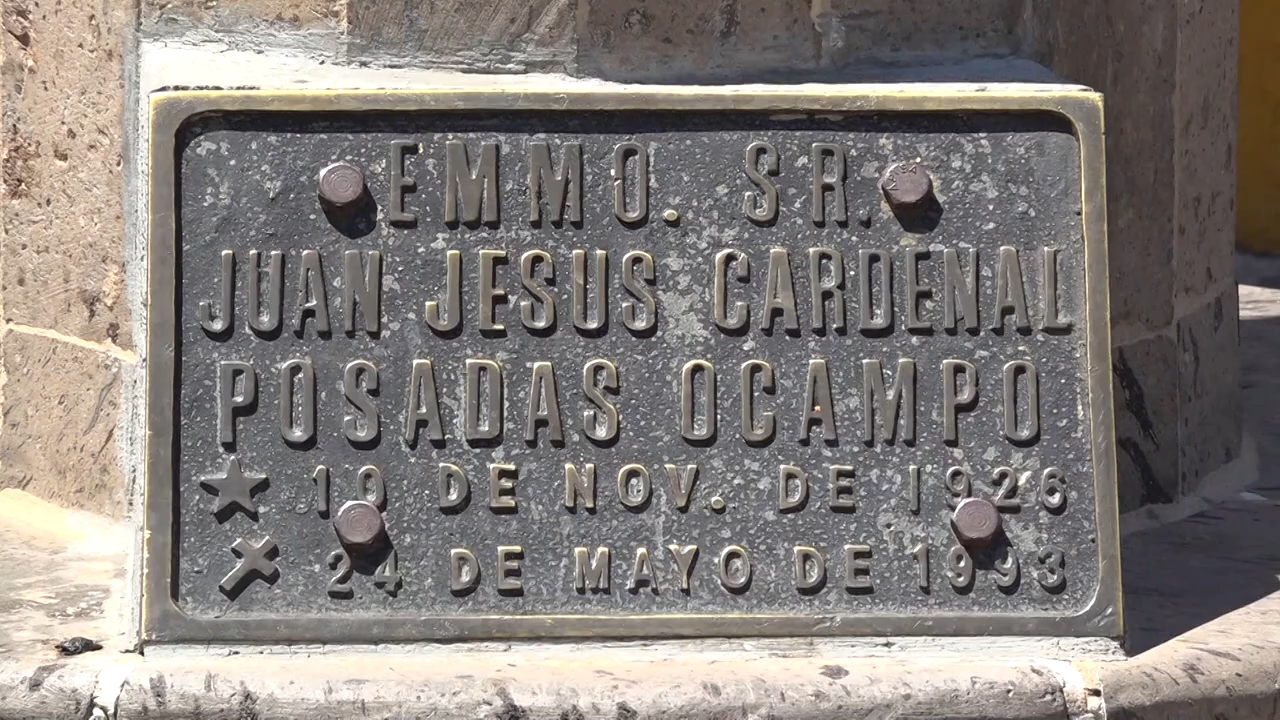 EMMO. SR.
JUAN JESUS CARDENAL
POSADAS OCAMPO
10 DE NOV. DE 1926
24 DE MAYO DE 1993